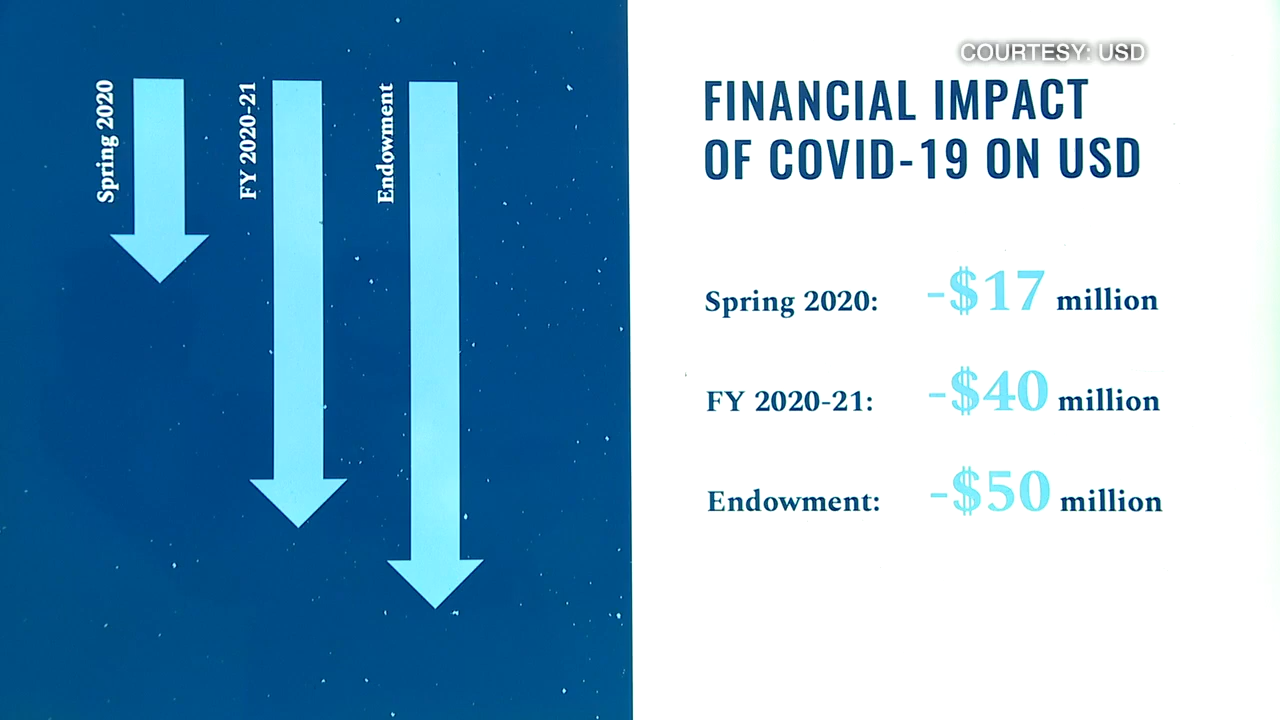 COURTESY: USD
Spring 2020
FY 2020-21
Endowment
FINANCIAL IMPACT
OF COVID-19 ON USD
Spring 2020: -$17 million
FY 2020-21: -$40 million
Endowment: -$50 million